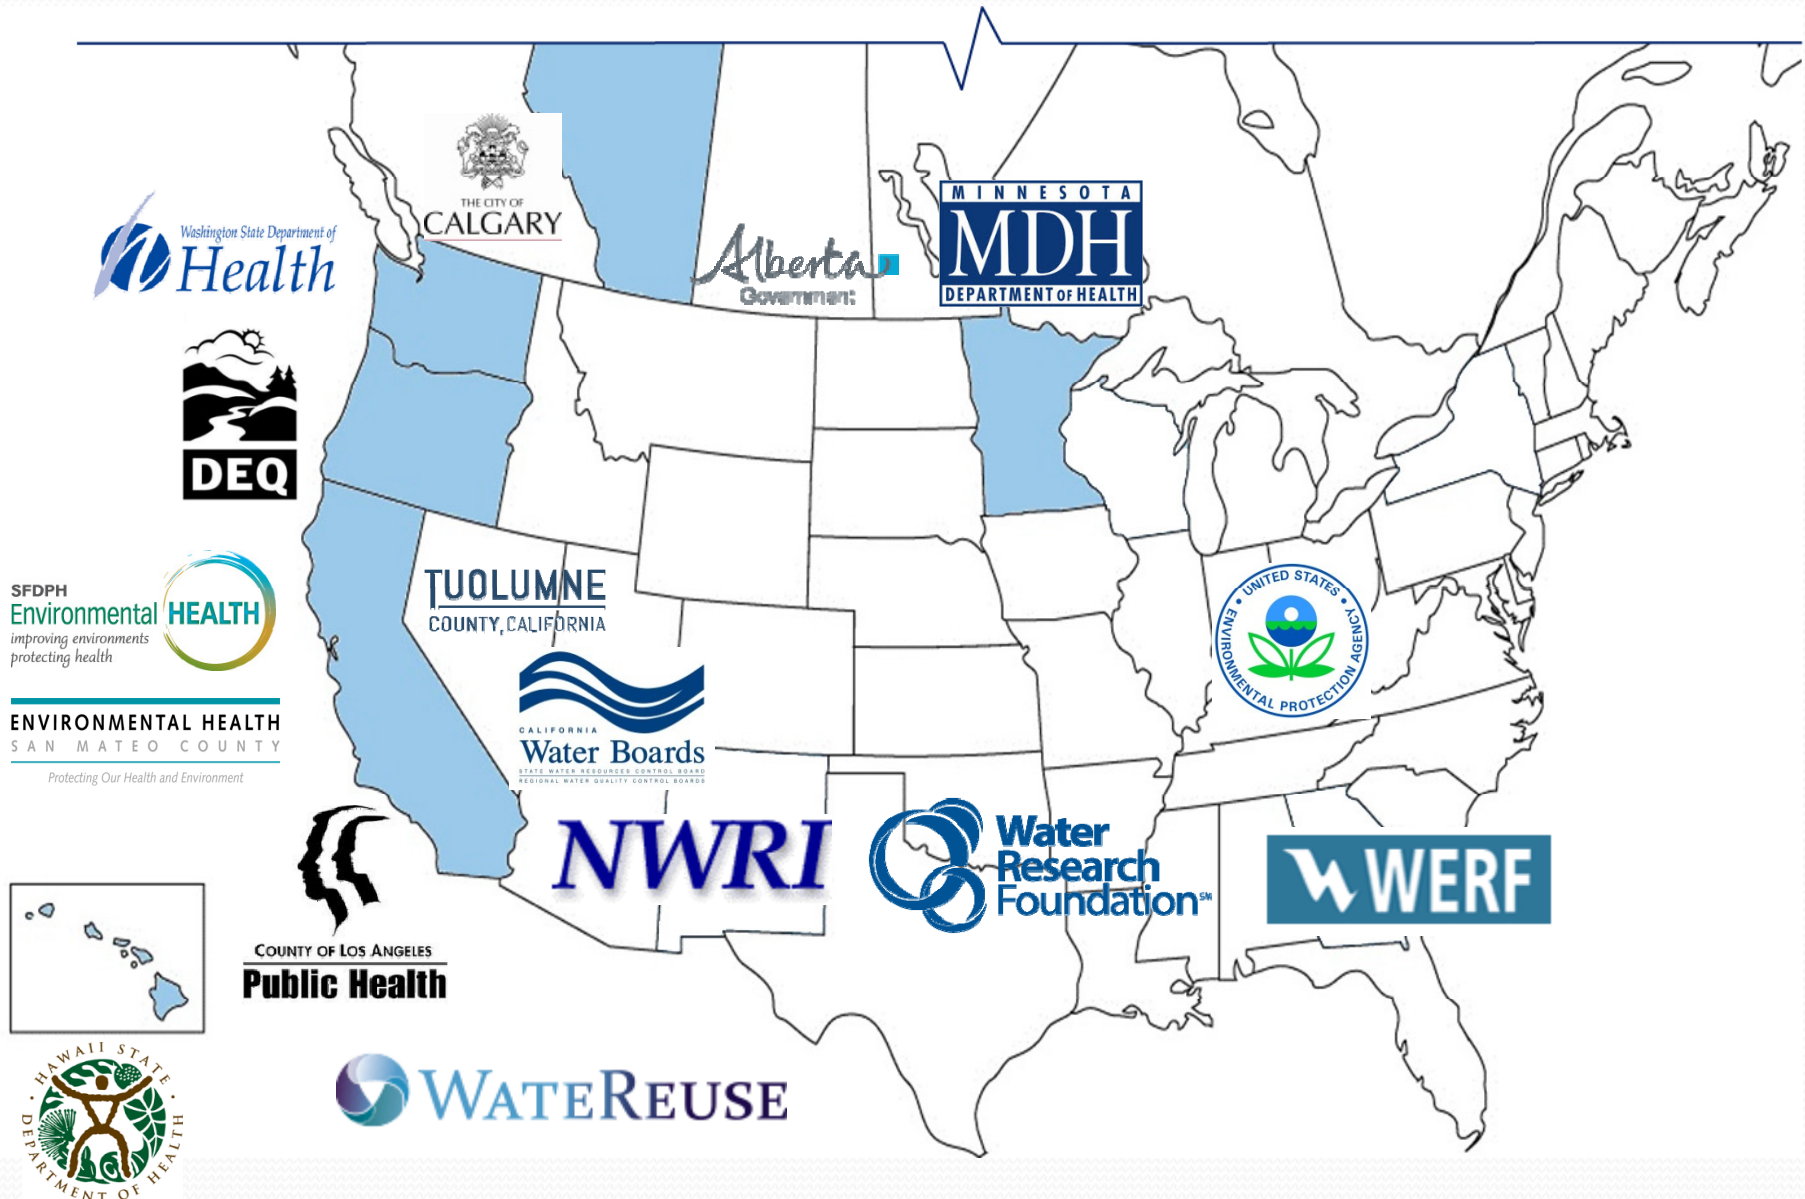 THE CITY OF
CALGARY
Washington State Department of
Health
Alberta
Government
MINNESOTA
MDH
DEPARTMENT OF HEALTH
DEQ
SFDPH
Environmental HEALTH
improving environments
protecting health
TUOLUMNE
COUNTY, CALIFORNIA
UNITED STATES • ENVIRONMENTAL PROTECTION AGENCY •
ENVIRONMENTAL HEALTH
SAN MATEO COUNTY
Protecting Our Health and Environment
CALIFORNIA
Water Boards
STATE WATER RESOURCES CONTROL BOARD
REGIONAL WATER QUALITY CONTROL BOARDS
NWRI
Water
Research
Foundation℠
WERF
COUNTY OF LOS ANGELES
Public Health
WATEREUSE
HAWAII STATE • DEPARTMENT OF HEALTH •